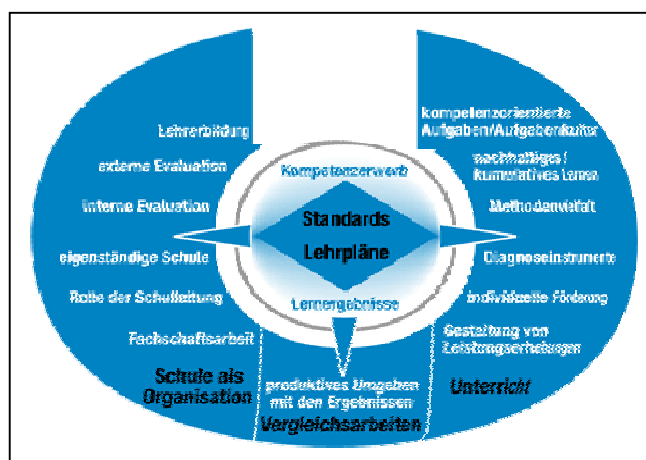 Lehrerbildung
externe Evaluation
interne Evaluation
eigenständige Schule
Rolle der Schulleitung
Fachschaftsarbeit
Schule als
Organisation
Kompetenzerwerb
Standards
Lehrpläne
Lernergebnisse
produktives Umgehen
mit den Ergebnissen
Vergleichsarbeiten
kompetenzorientierte
Aufgaben/Aufgabenkultur
nachhaltiges/
kumulatives Lernen
Methodenvielfalt
Diagnoseinstrumente
individuelle Förderung
Gestaltung von
Leistungserhebungen
Unterricht